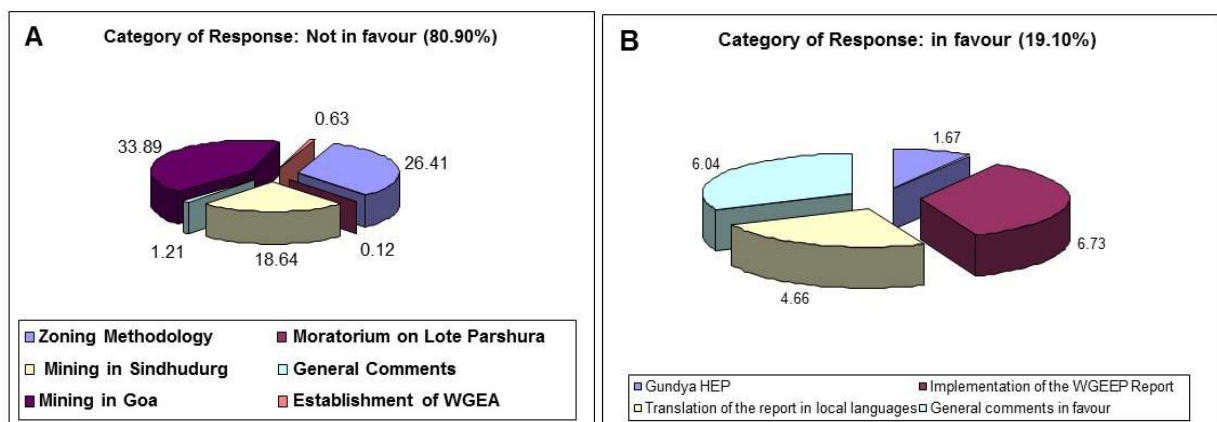 A
Category of Response: Not in favour (80.90%)
0.63
33.89
26.41
1.21
18.64
0.12
Zoning Methodology
Moratorium on Lote Parshura
Mining in Sindhudurg
General Comments
Mining in Goa
Establishment of WGEA
B
Category of Response: in favour (19.10%)
1.67
6.04
6.73
4.66
Gundya HEP
Implementation of the WGEEP Report
Translation of the report in local languages
General comments in favour